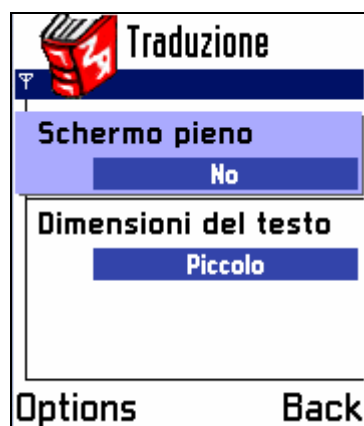 Traduzione
Schermo pieno
No
Dimensioni del testo
Piccolo
Options Back